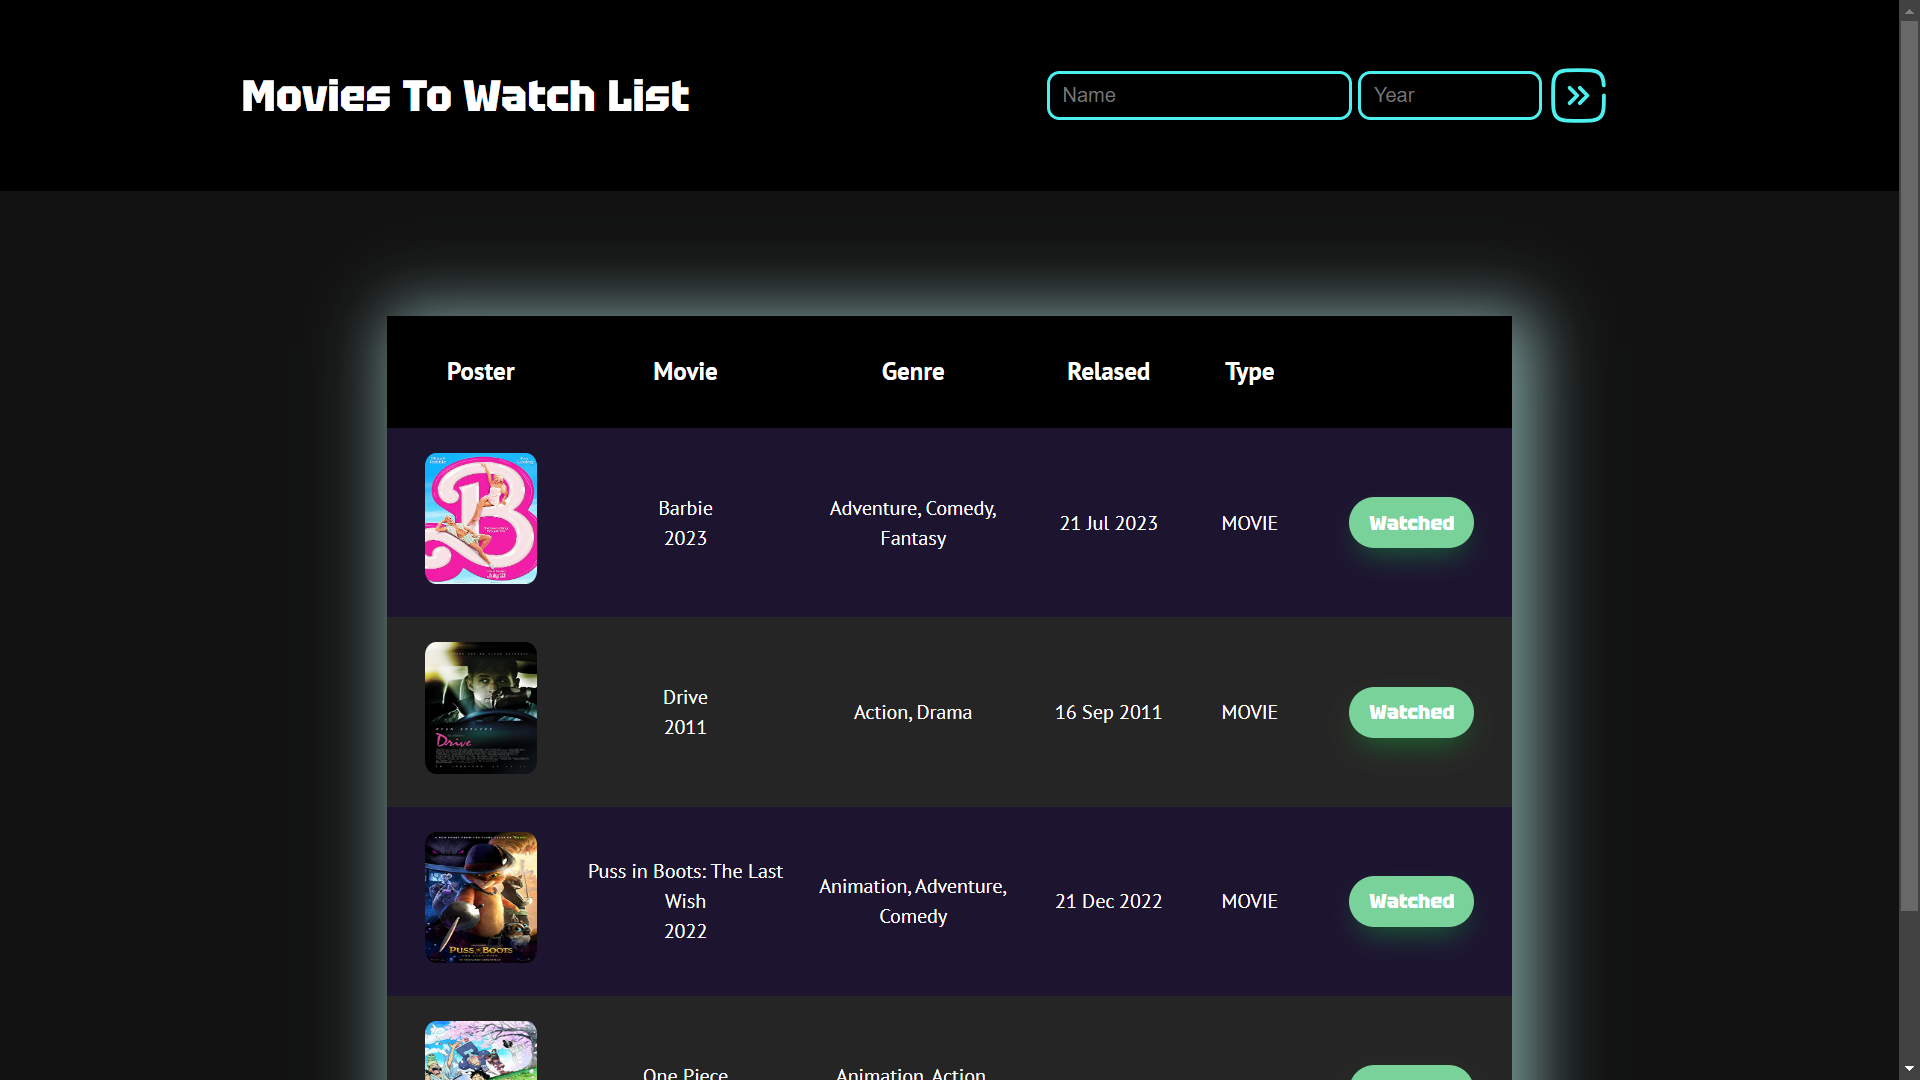 Movies To Watch List
Name
Year
Poster
Movie
Genre
Relased
Type
Barbie
2023
Adventure, Comedy,
Fantasy
21 Jul 2023
MOVIE
Watched
Drive
Drive
2011
Action, Drama
16 Sep 2011
MOVIE
Watched
PUSS IN BOOTS
Puss in Boots: The Last
Wish
2022
Animation, Adventure,
Comedy
21 Dec 2022
MOVIE
Watched
One Piece
Animation, Action